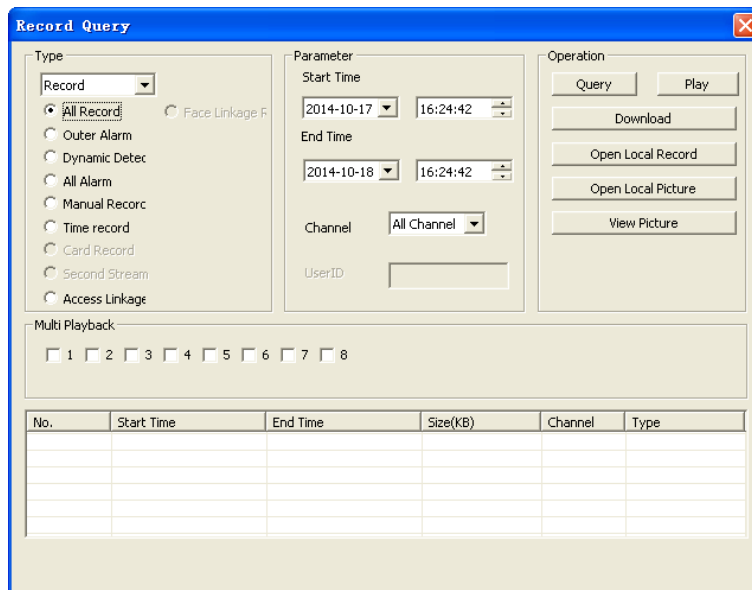 Record Query
Type
Record
All Record
Face Linkage R
Outer Alarm
Dynamic Detec
All Alarm
Manual Recorc
Time record
Card Record
Second Stream
Access Linkage
Parameter
Start Time
2014-10-17 16:24:42
End Time
2014-10-18 16:24:42
Channel All Channel
UserID
Operation
Query Play
Download
Open Local Record
Open Local Picture
View Picture
Multi Playback
1 2 3 4 5 6 7 8
No. Start Time End Time Size(KB) Channel Type